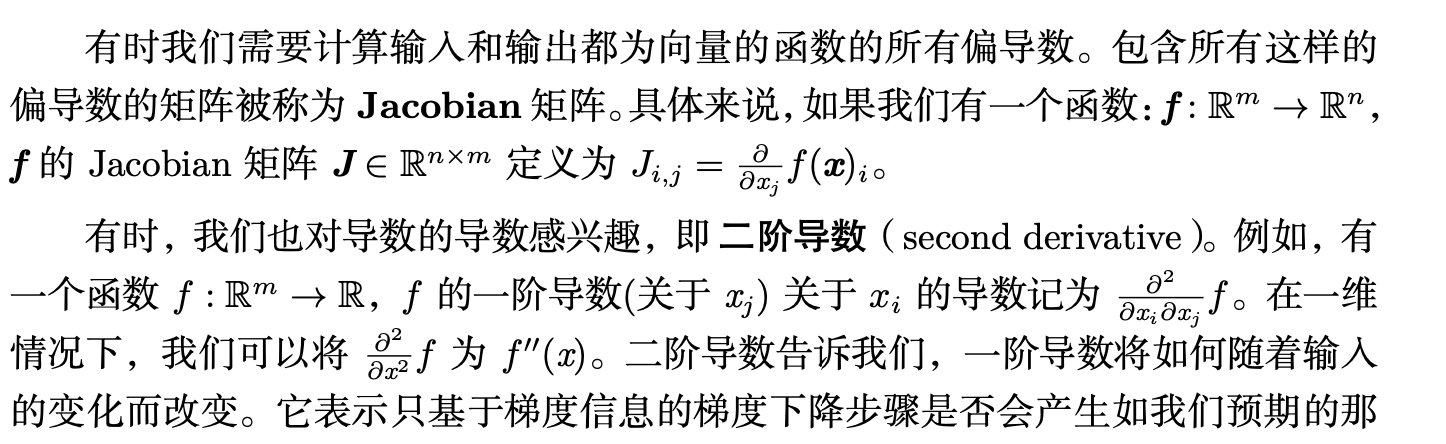 有时我们需要计算输入和输出都为向量的函数的所有偏导数。包含所有这样的
偏导数的矩阵被称为 Jacobian 矩阵。具体来说，如果我们有一个函数：$\boldsymbol{f}: \mathbb{R}^m \to \mathbb{R}^n$，
$\boldsymbol{f}$ 的 Jacobian 矩阵 $\boldsymbol{J} \in \mathbb{R}^{n \times m}$ 定义为 $J_{i,j} = \frac{\partial}{\partial x_j} f(\boldsymbol{x})_i$。
有时，我们也对导数的导数感兴趣，即 二阶导数（second derivative）。例如，有
一个函数 $f: \mathbb{R}^m \to \mathbb{R}$，$f$ 的一阶导数(关于 $x_j$) 关于 $x_i$ 的导数记为 $\frac{\partial^2}{\partial x_i \partial x_j} f$。在一维
情况下，我们可以将 $\frac{\partial^2}{\partial x^2} f$ 为 $f''(x)$。二阶导数告诉我们，一阶导数将如何随着输入
的变化而改变。它表示只基于梯度信息的梯度下降步骤是否会产生如我们预期的那